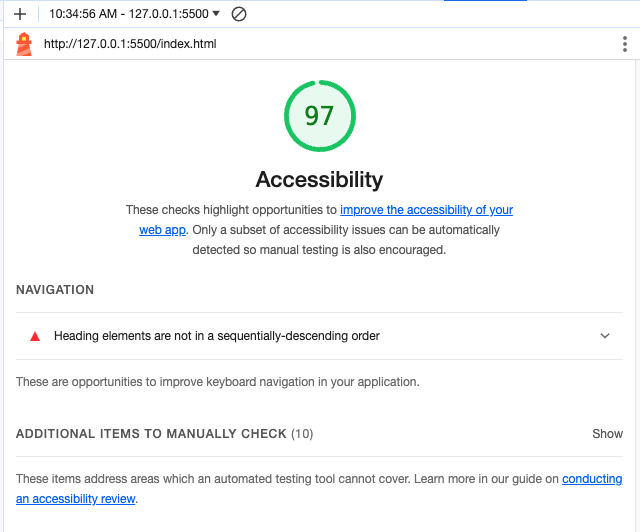 10:34:56 AM - 127.0.0.1:5500
http://127.0.0.1:5500/index.html
97
Accessibility
These checks highlight opportunities to improve the accessibility of your
web app. Only a subset of accessibility issues can be automatically
detected so manual testing is also encouraged.
NAVIGATION
Heading elements are not in a sequentially-descending order
These are opportunities to improve keyboard navigation in your application.
ADDITIONAL ITEMS TO MANUALLY CHECK (10) Show
These items address areas which an automated testing tool cannot cover. Learn more in our guide on conducting
an accessibility review.